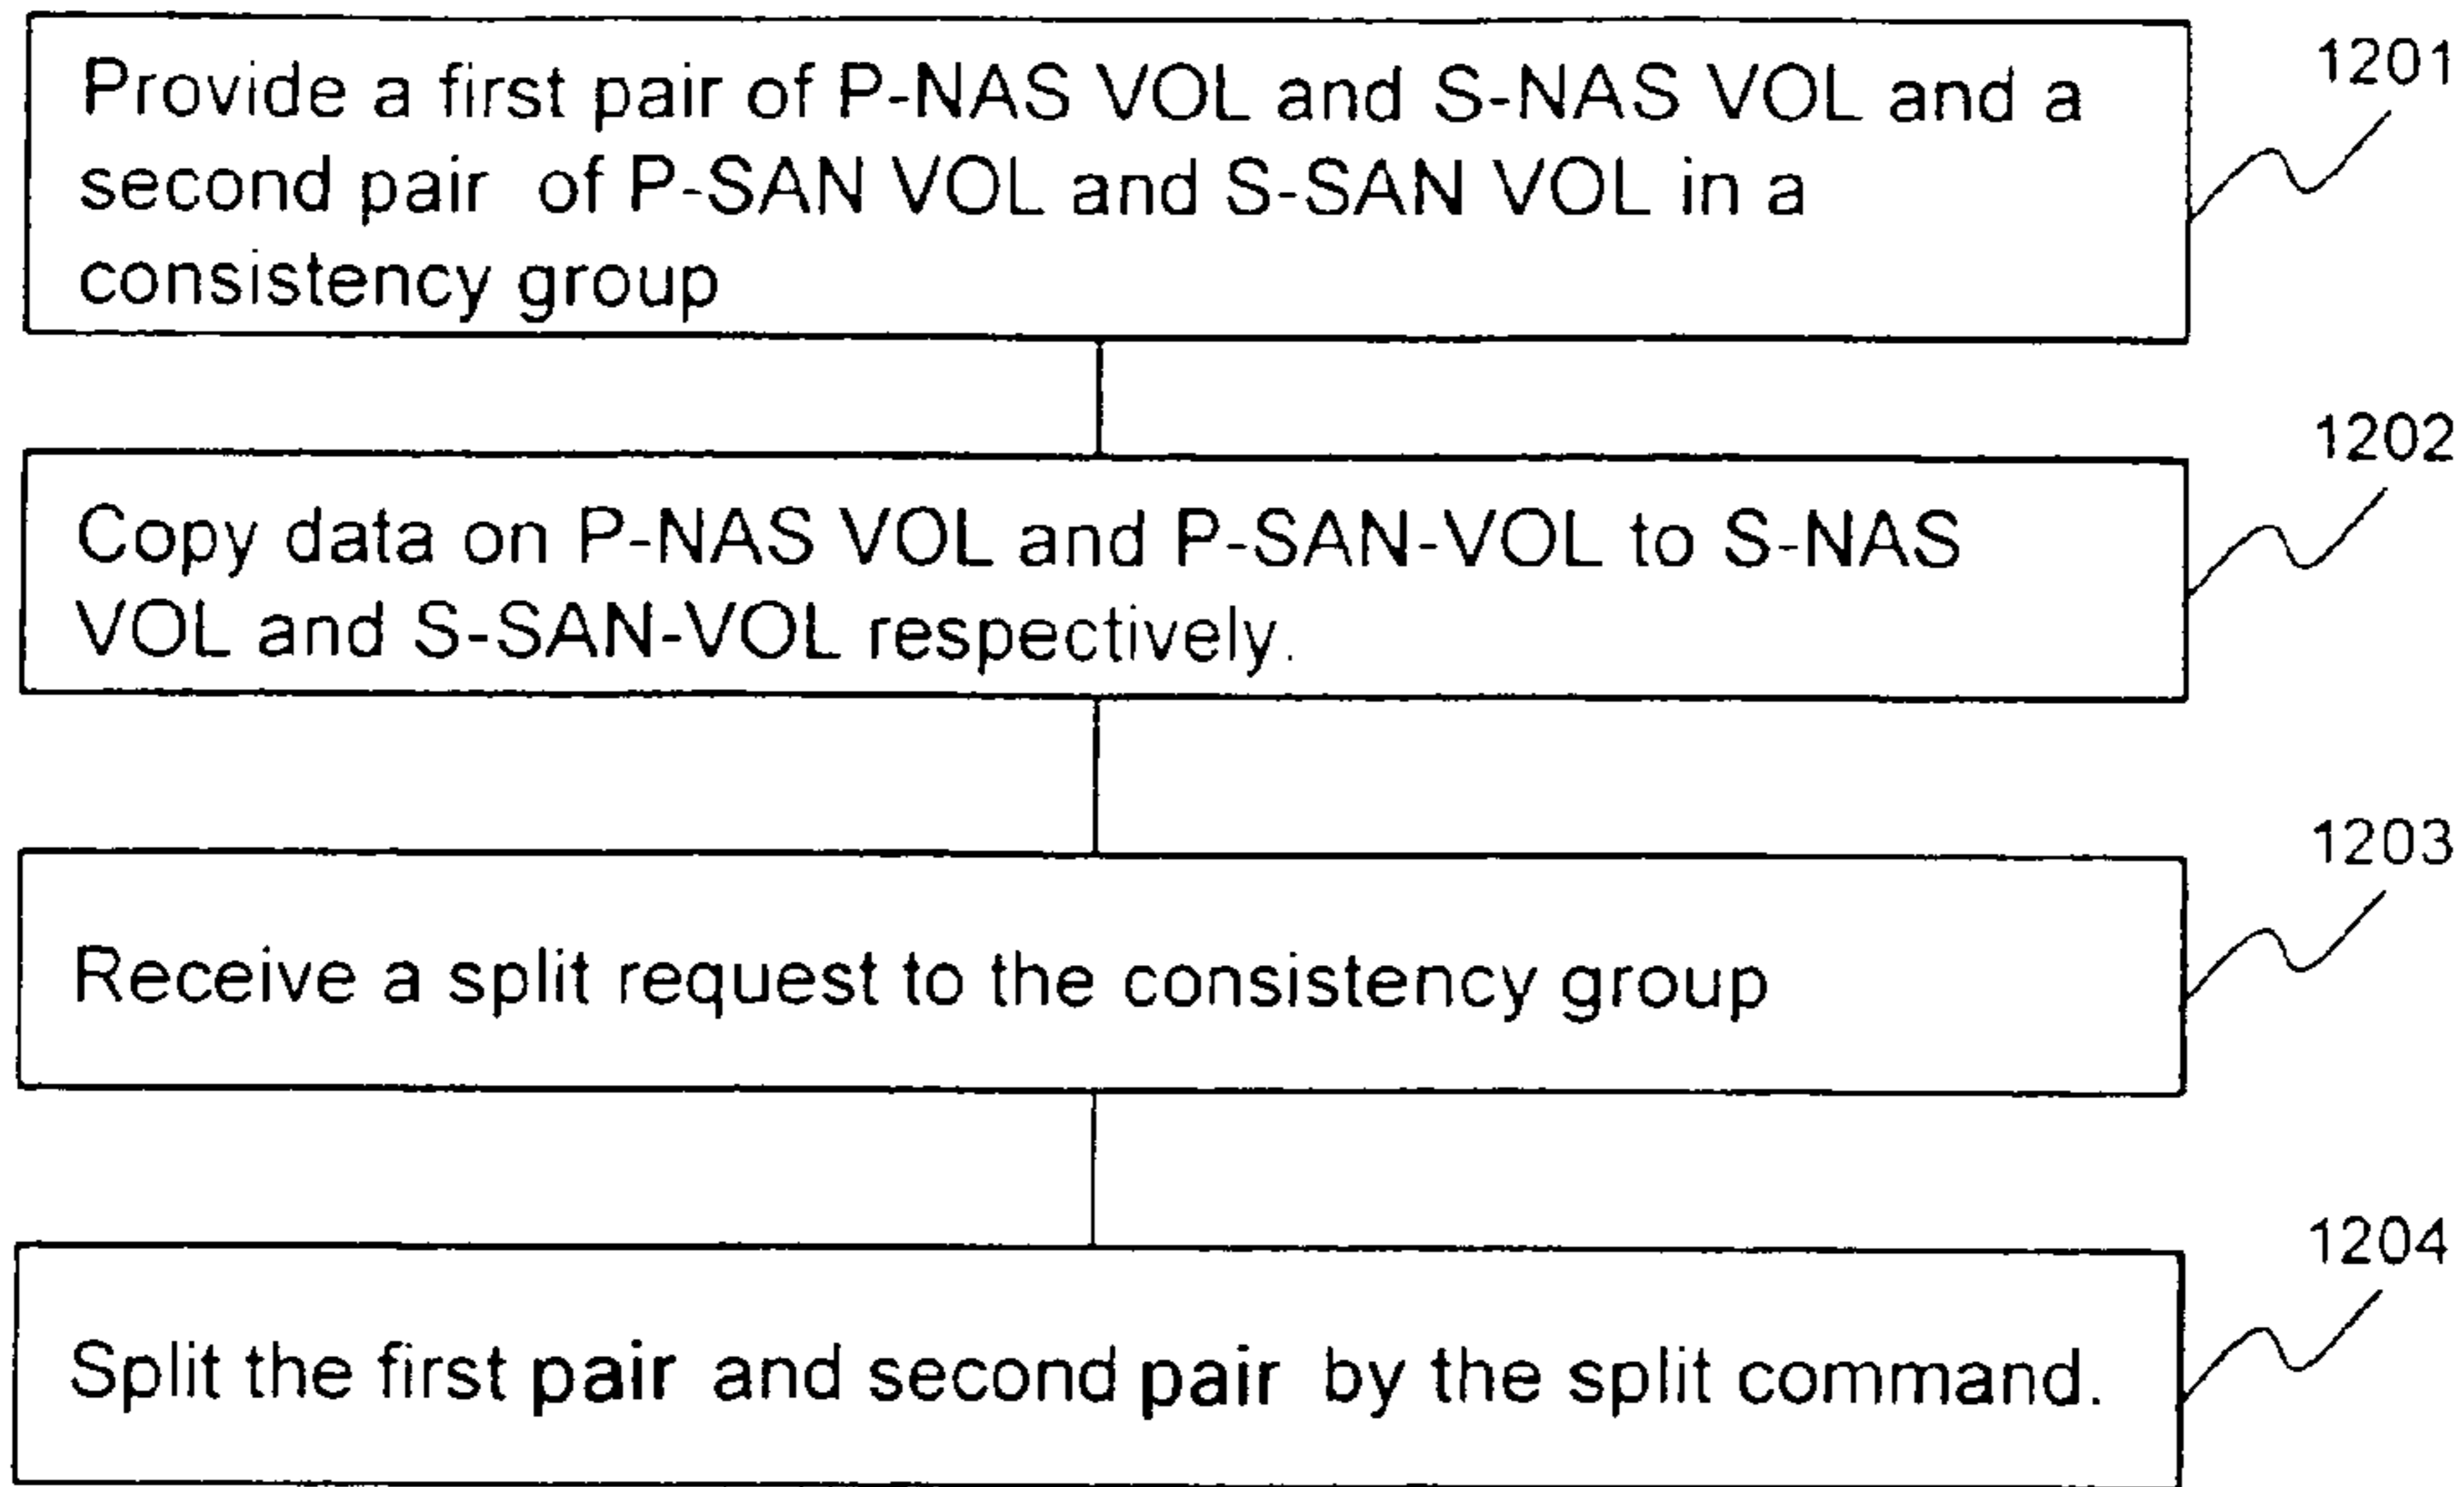 Provide a first pair of P-NAS VOL and S-NAS VOL and a
second pair of P-SAN VOL and S-SAN VOL in a
consistency group
1201
Copy data on P-NAS VOL and P-SAN-VOL to S-NAS
VOL and S-SAN-VOL respectively.
1202
Receive a split request to the consistency group
1203
Split the first pair and second pair by the split command.
1204